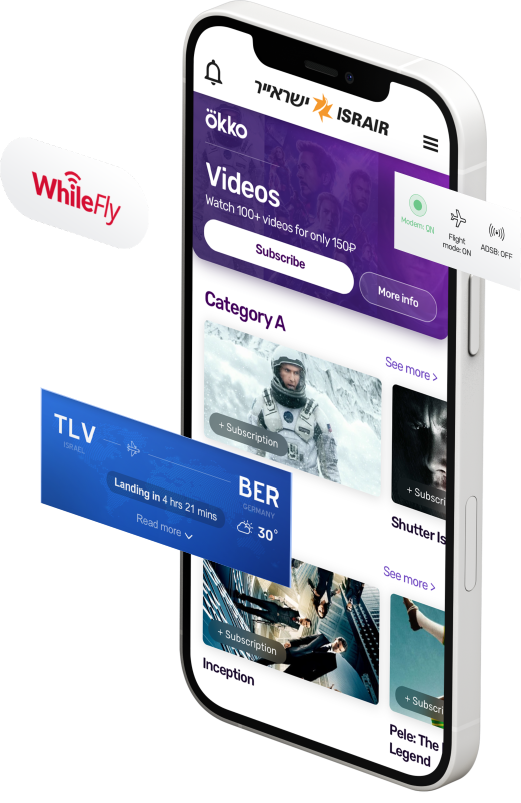 ישראייר ISRAIR
okko
Videos
Watch 100+ videos for only 150₽
Subscribe
More info
Modem: ON
Flight
mode: ON
ADSB: OFF
WhileFly
Category A
See more >
+ Subscription
+ Subscri
Shutter Is
TLV
ISRAEL
BER
GERMANY
Landing in 4 hrs 21 mins
30°
Read more
See more >
+ Subscription
+ Subscri
Inception
Pele: The
Legend